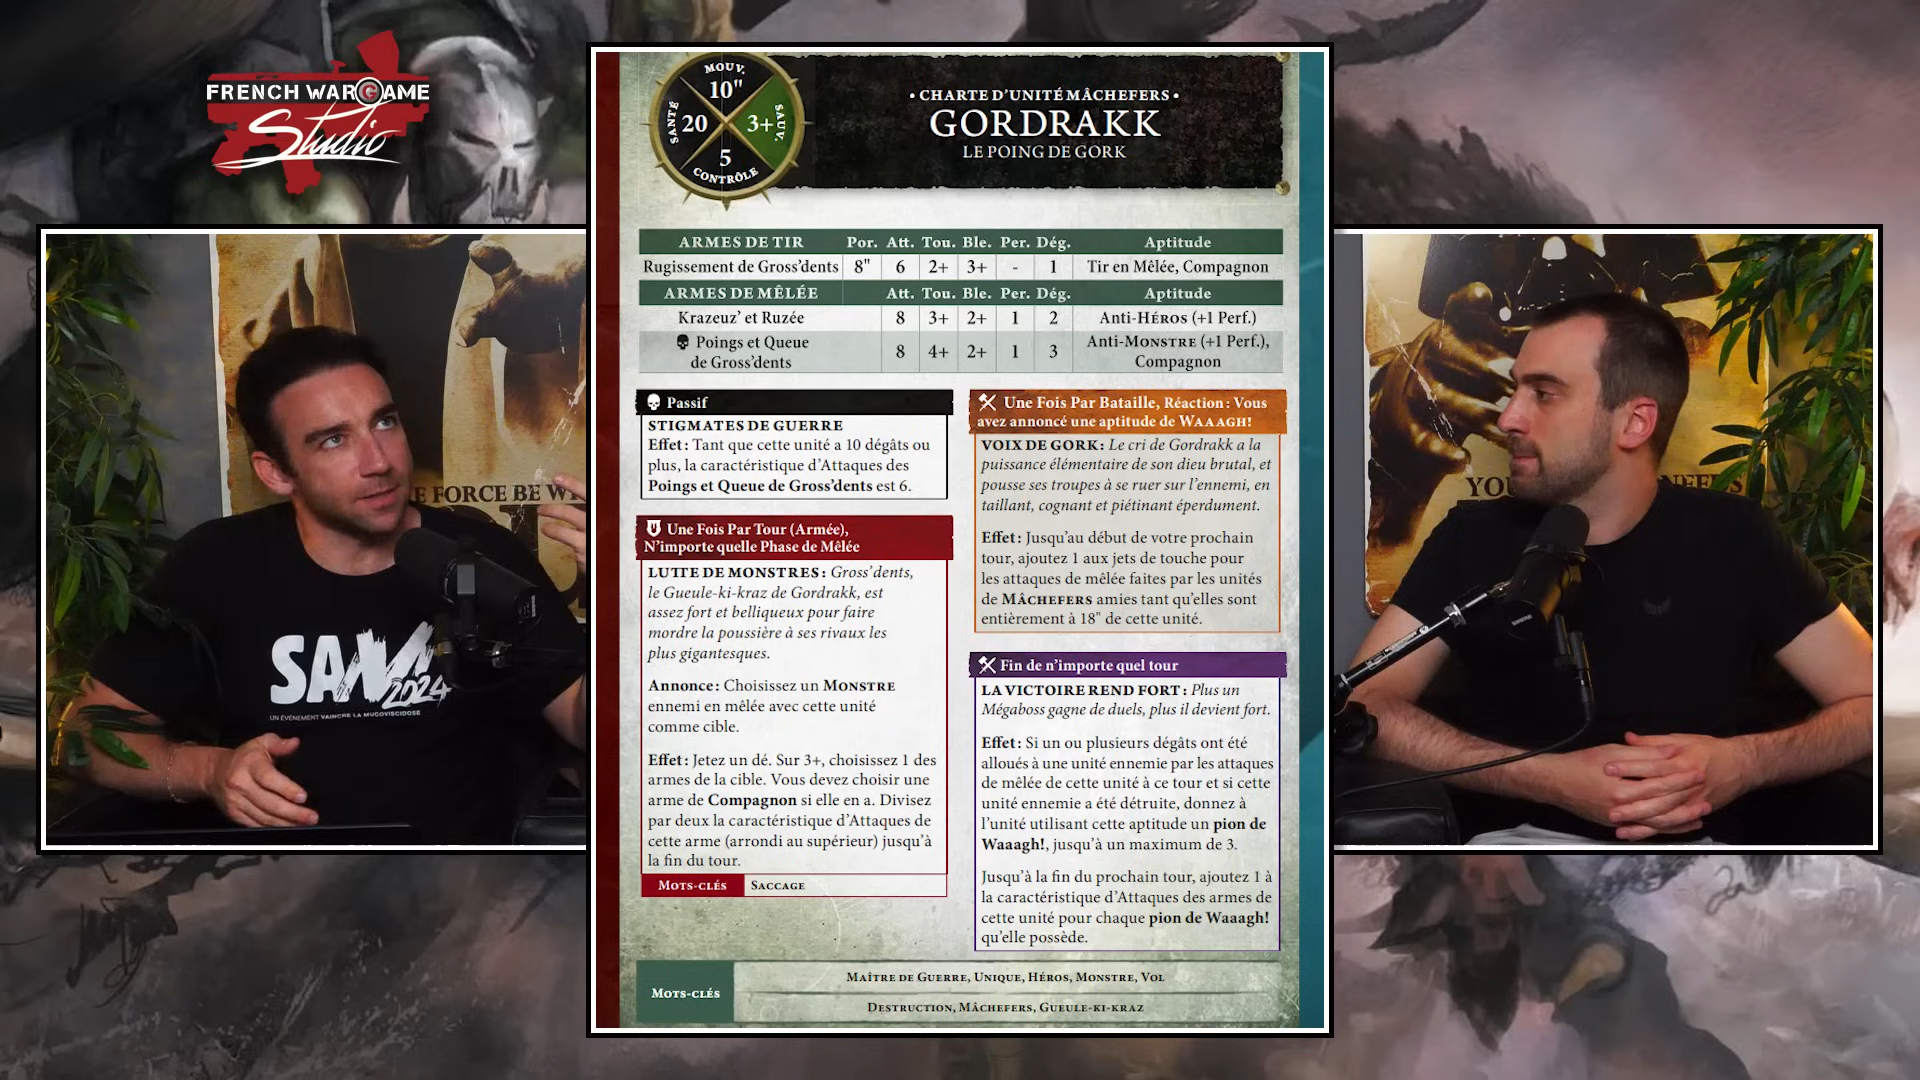 FRENCH WARGAME
Studio
MOUV.
10"
SANTÉ
20
3+
SAUV.
5
CONTRÔLE
• CHARTE D'UNITÉ MÂCHEFERS •
GORDRAKK
LE POING DE GORK
ARMES DE TIR Por. Att. Tou. Ble. Per. Dég. Aptitude
Rugissement de Gross'dents 8" 6 2+ 3+ - 1 Tir en Mêlée, Compagnon
ARMES DE MÊLÉE Att. Tou. Ble. Per. Dég. Aptitude
Krazeuz' et Ruzée 8 3+ 2+ 1 2 Anti-Héros (+1 Perf.)
Poings et Queue
de Gross'dents 8 4+ 2+ 1 3 Anti-Monstre (+1 Perf.),
Compagnon
Passif
STIGMATES DE GUERRE
Effet : Tant que cette unité a 10 dégâts ou
plus, la caractéristique d'Attaques des
Poings et Queue de Gross'dents est 6.
Une Fois Par Tour (Armée),
N'importe quelle Phase de Mêlée
LUTTE DE MONSTRES : Gross'dents,
le Gueule-ki-kraz de Gordrakk, est
assez fort et belliqueux pour faire
mordre la poussière à ses rivaux les
plus gigantesques.
Annonce : Choisissez un Monstre
ennemi en mêlée avec cette unité
comme cible.
Effet : Jetez un dé. Sur 3+, choisissez 1 des
armes de la cible. Vous devez choisir une
arme de Compagnon si elle en a. Divisez
par deux la caractéristique d'Attaques de
cette arme (arrondi au supérieur) jusqu'à
la fin du tour.
Mots-clés Saccage
Une Fois Par Bataille, Réaction : Vous
avez annoncé une aptitude de Waaagh!
VOIX DE GORK : Le cri de Gordrakk a la
puissance élémentaire de son dieu brutal, et
pousse ses troupes à se ruer sur l'ennemi, en
taillant, cognant et piétinant éperdument.
Effet : Jusqu'au début de votre prochain
tour, ajoutez 1 aux jets de touche pour
les attaques de mêlée faites par les unités
de Mâchefers amies tant qu'elles sont
entièrement à 18" de cette unité.
Fin de n'importe quel tour
LA VICTOIRE REND FORT : Plus un
Mégaboss gagne de duels, plus il devient fort.
Effet : Si un ou plusieurs dégâts ont été
alloués à une unité ennemie par les attaques
de mêlée de cette unité à ce tour et si cette
unité ennemie a été détruite, donnez à
l'unité utilisant cette aptitude un pion de
Waaagh!, jusqu'à un maximum de 3.
Jusqu'à la fin du prochain tour, ajoutez 1 à
la caractéristique d'Attaques des armes de
cette unité pour chaque pion de Waaagh!
qu'elle possède.
Mots-clés
Maître de Guerre, Unique, Héros, Monstre, Vol
Destruction, Mâchefers, Gueule-ki-kraz
E FORCE BE WI
SAN
2024
UN ÉVÉNEMENT VAINCRE LA MUCOVISCIDOSE
YOU
NEEDS